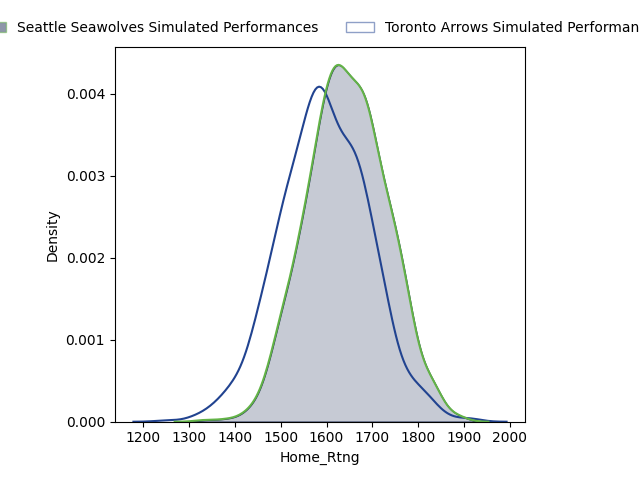 Seattle Seawolves Simulated Performances
Toronto Arrows Simulated Performan
0.004
0.003
0.002
0.001
0.000
Density
1200 1300 1400 1500 1600 1700 1800 1900 2000
Home_Rtng